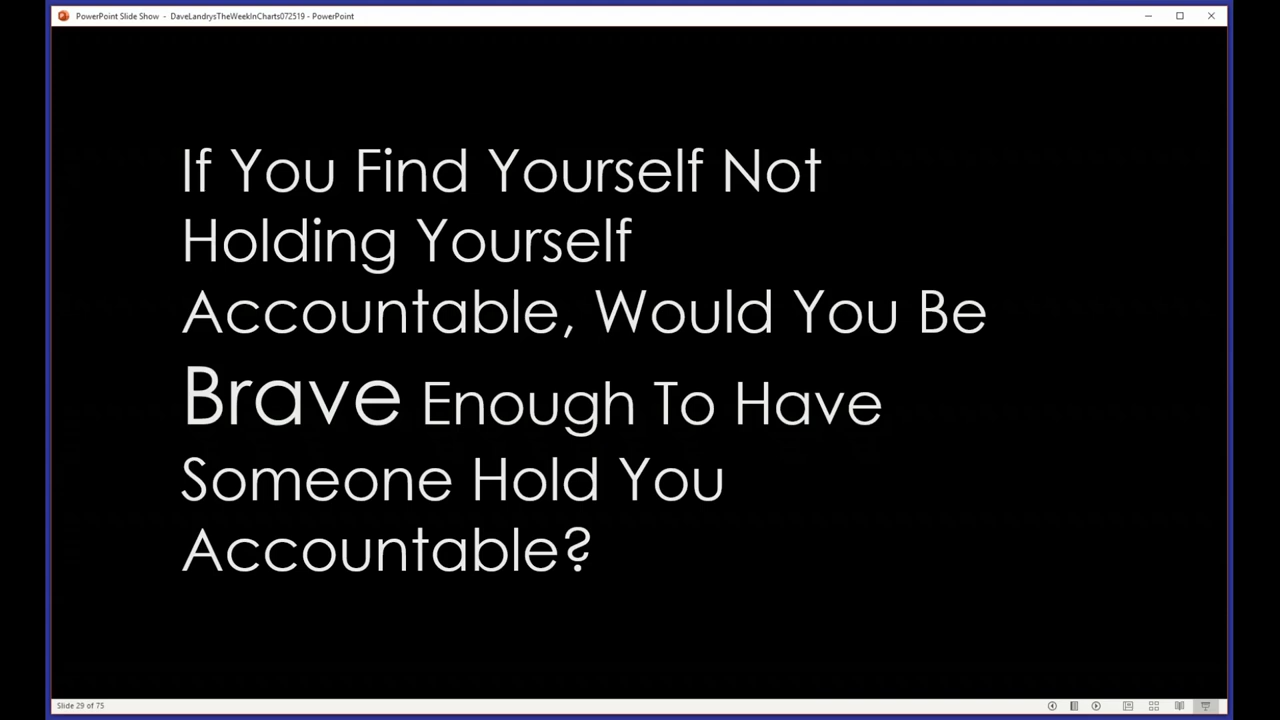 PowerPoint Slide Show - DaveLandrysTheWeekInCharts072519 - PowerPoint
If You Find Yourself Not
Holding Yourself
Accountable, Would You Be
Brave Enough To Have
Someone Hold You
Accountable?
Slide 29 of 75